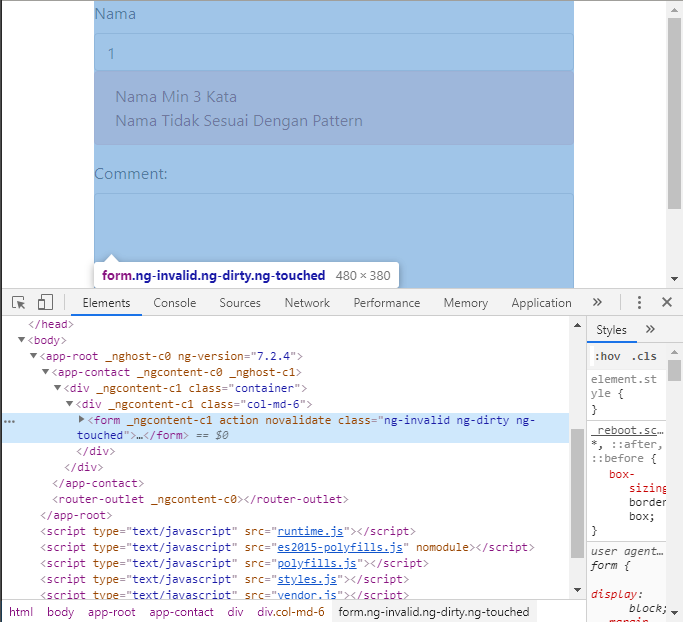 Nama
1
Nama Min 3 Kata
Nama Tidak Sesuai Dengan Pattern
Comment:
form.ng-invalid.ng-dirty.ng-touched 480 × 380
Elements Console Sources Network Performance Memory Application »
</head>
▼<body>
▼<app-root _nghost-c0 ng-version="7.2.4">
▼<app-contact _ngcontent-c0 _nghost-c1>
▼<div _ngcontent-c1 class="container">
▼<div _ngcontent-c1 class="col-md-6">
▶<form _ngcontent-c1 action novalidate class="ng-invalid ng-dirty ng-
touched">…</form> == $0
</div>
</div>
</app-contact>
<router-outlet _ngcontent-c0></router-outlet>
</app-root>
<script type="text/javascript" src="runtime.js"></script>
<script type="text/javascript" src="es2015-polyfills.js" nomodule></script>
<script type="text/javascript" src="polyfills.js"></script>
<script type="text/javascript" src="styles.js"></script>
<script type="text/javascript" src="vendor.js"></script>
html body app-root app-contact div div.col-md-6 form.ng-invalid.ng-dirty.ng-touched
Styles »
:hov .cls
element.st
yle {
}
_reboot.sc…
*, ::after,
::before {
box-
sizing
border
box;
}
user agent…
form {
display:
block;
margin